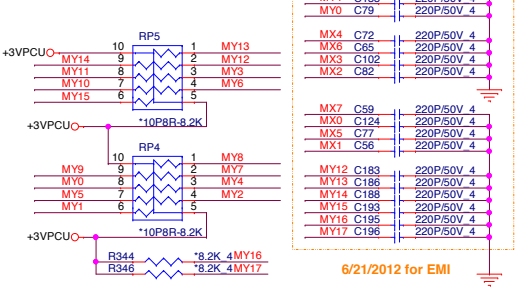 MY0 C79 220P/50V_4
RP5
+3VPCU 10 1 MY13
MY14 9 2 MY12
MY11 8 3 MY3
MY10 7 4 MY6
MY15 6 5
+3VPCU *10P8R-8.2K
RP4
10 1 MY8
MY9 9 2 MY7
MY0 8 3 MY4
MY5 7 4 MY2
MY1 6 5
+3VPCU *10P8R-8.2K
R344 *8.2K_4 MY16
R346 *8.2K_4 MY17
MX4 C72 220P/50V_4
MX6 C65 220P/50V_4
MX3 C102 220P/50V_4
MX2 C82 220P/50V_4
MX7 C59 220P/50V_4
MX0 C124 220P/50V_4
MX5 C77 220P/50V_4
MX1 C56 220P/50V_4
MY12 C183 220P/50V_4
MY13 C186 220P/50V_4
MY14 C188 220P/50V_4
MY15 C193 220P/50V_4
MY16 C195 220P/50V_4
MY17 C196 220P/50V_4
6/21/2012 for EMI